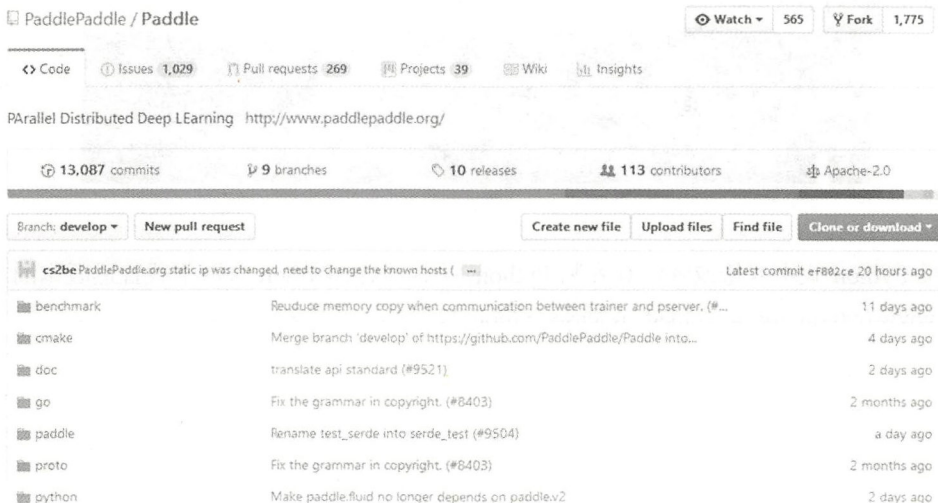 PaddlePaddle / Paddle Watch 565 Fork 1,775
Code Issues 1,029 Pull requests 269 Projects 39 Wiki Insights
PArallel Distributed Deep LEarning http://www.paddlepaddle.org/
13,087 commits 9 branches 10 releases 113 contributors Apache-2.0
Branch: develop New pull request Create new file Upload files Find file Clone or download
cs2be PaddlePaddle.org static ip was changed, need to change the known hosts ( ... Latest commit ef802ce 20 hours ago
benchmark Reuduce memory copy when communication between trainer and pserver. (#... 11 days ago
cmake Merge branch 'develop' of https://github.com/PaddlePaddle/Paddle into... 4 days ago
doc translate api standard (#9521) 2 days ago
go Fix the grammar in copyright. (#8403) 2 months ago
paddle Rename test_serde into serde_test (#9504) a day ago
proto Fix the grammar in copyright. (#8403) 2 months ago
python Make paddle.fluid no longer depends on paddle.v2 2 days ago